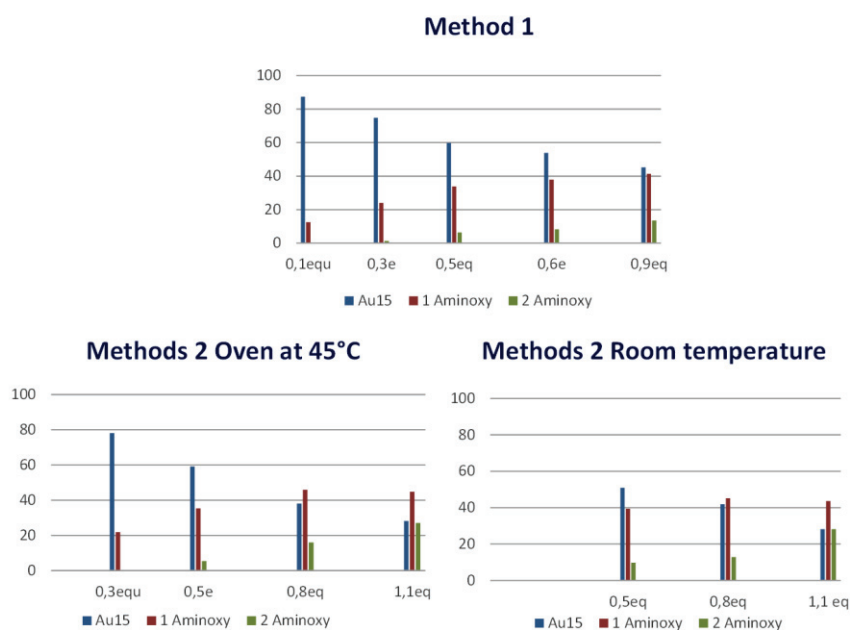 Method 1
100
80
60
40
20
0
0,1equ 0,3e 0,5eq 0,6e 0,9eq
Au15 1 Aminoxy 2 Aminoxy
Methods 2 Oven at 45°C
100
80
60
40
20
0
0,3equ 0,5e 0,8eq 1,1eq
Au15 1 Aminoxy 2 Aminoxy
Methods 2 Room temperature
100
80
60
40
20
0
0,5eq 0,8eq 1,1 eq
Au15 1 Aminoxy 2 Aminoxy